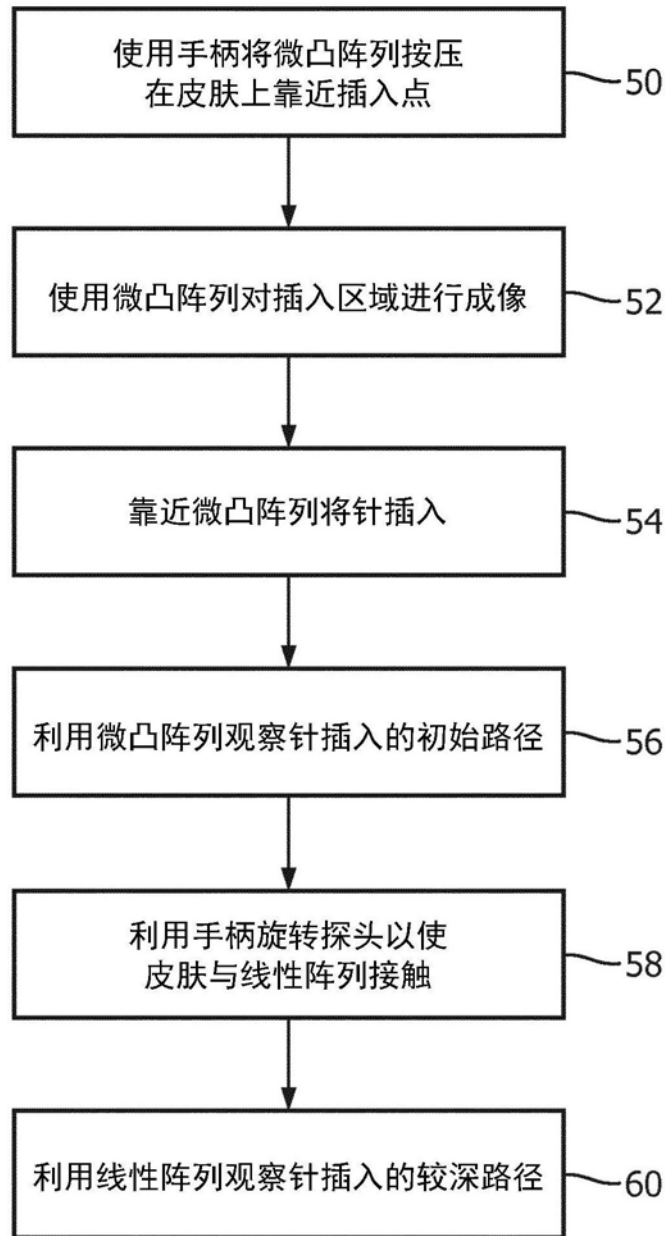 使用手柄将微凸阵列按压
在皮肤上靠近插入点
50
使用微凸阵列对插入区域进行成像
52
靠近微凸阵列将针插入
54
利用微凸阵列观察针插入的初始路径
56
利用手柄旋转探头以使
皮肤与线性阵列接触
58
利用线性阵列观察针插入的较深路径
60